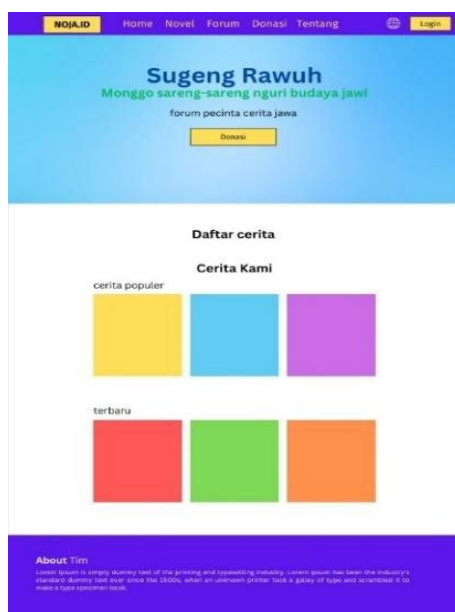 NOJA.ID Home Novel Forum Donasi Tentang Login
Sugeng Rawuh
Monggo sareng-sareng nguri budaya jawi
forum pecinta cerita jawa
Donasi
Daftar cerita
Cerita Kami
cerita populer
terbaru
About Tim
Lorem Ipsum is simply dummy text of the printing and typesetting industry. Lorem Ipsum has been the industry's
standard dummy text ever since the 1500s, when an unknown printer took a galley of type and scrambled it to
make a type specimen book.